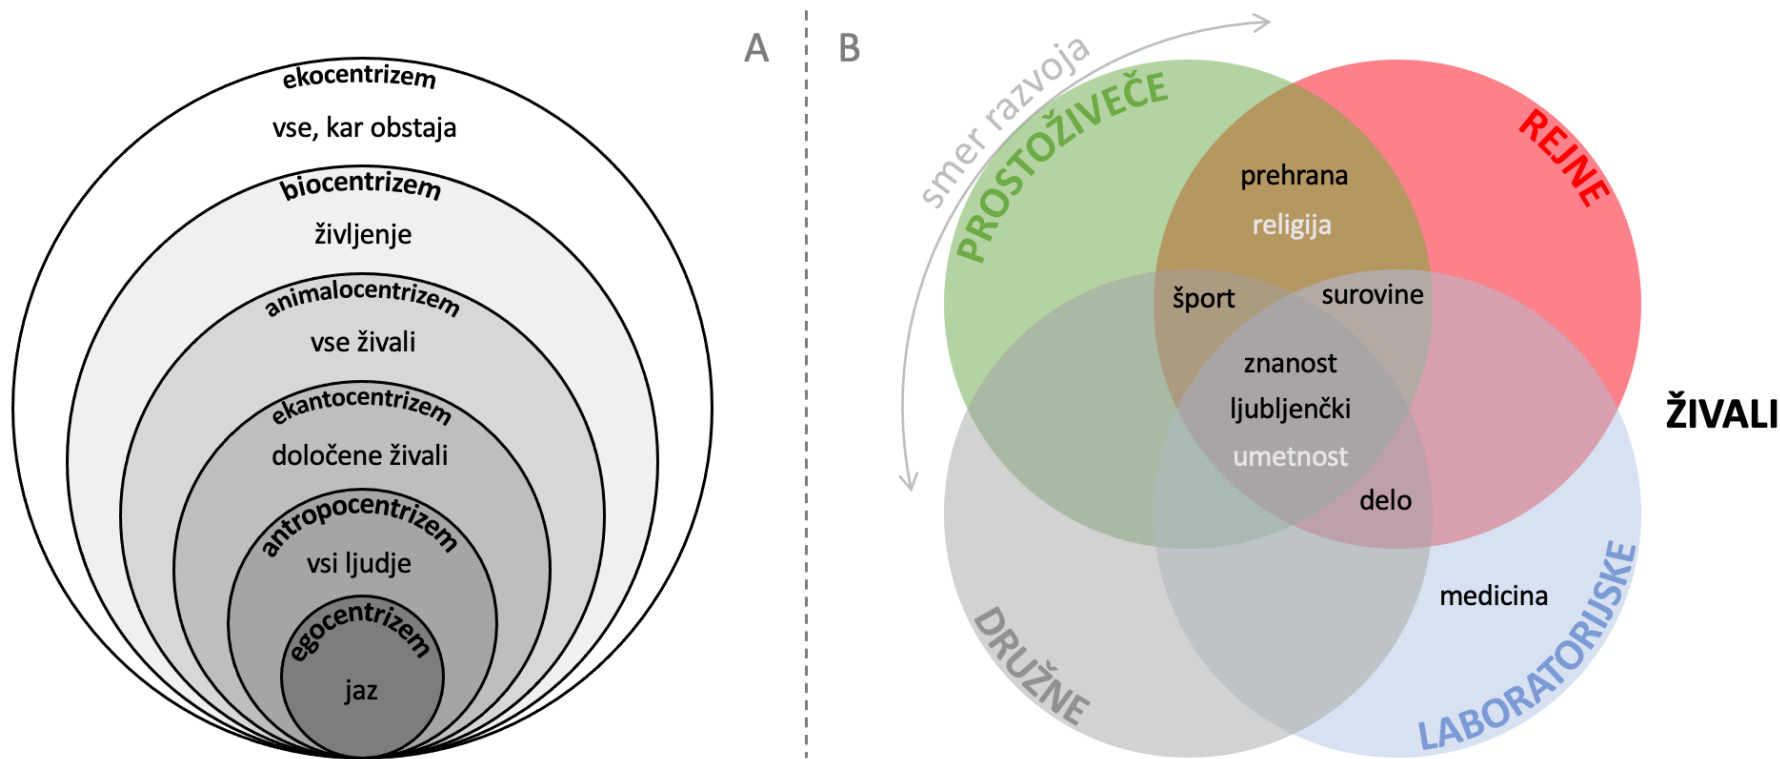 A
ekocentrizem
vse, kar obstaja
biocentrizem
življenje
animalocentrizem
vse živali
ekantocentrizem
določene živali
antropocentrizem
vsi ljudje
egocentrizem
jaz
B
smer razvoja
PROSTOŽIVEČE
REJNE
prehrana
religija
šport
surovine
znanost
ljubljenčki
umetnost
delo
medicina
DRUŽNE
LABORATORIJSKE
ŽIVALI